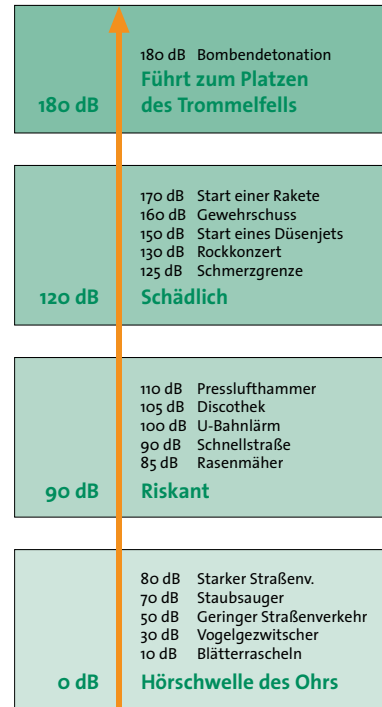 180 dB Bombendetonation
Führt zum Platzen
180 dB des Trommelfells
170 dB Start einer Rakete
160 dB Gewehrschuss
150 dB Start eines Düsenjets
130 dB Rockkonzert
125 dB Schmerzgrenze
120 dB Schädlich
110 dB Presslufthammer
105 dB Discothek
100 dB U-Bahnlärm
90 dB Schnellstraße
85 dB Rasenmäher
90 dB Riskant
80 dB Starker Straßenv.
70 dB Staubsauger
50 dB Geringer Straßenverkehr
30 dB Vogelgezwitscher
10 dB Blätterrascheln
0 dB Hörschwelle des Ohrs